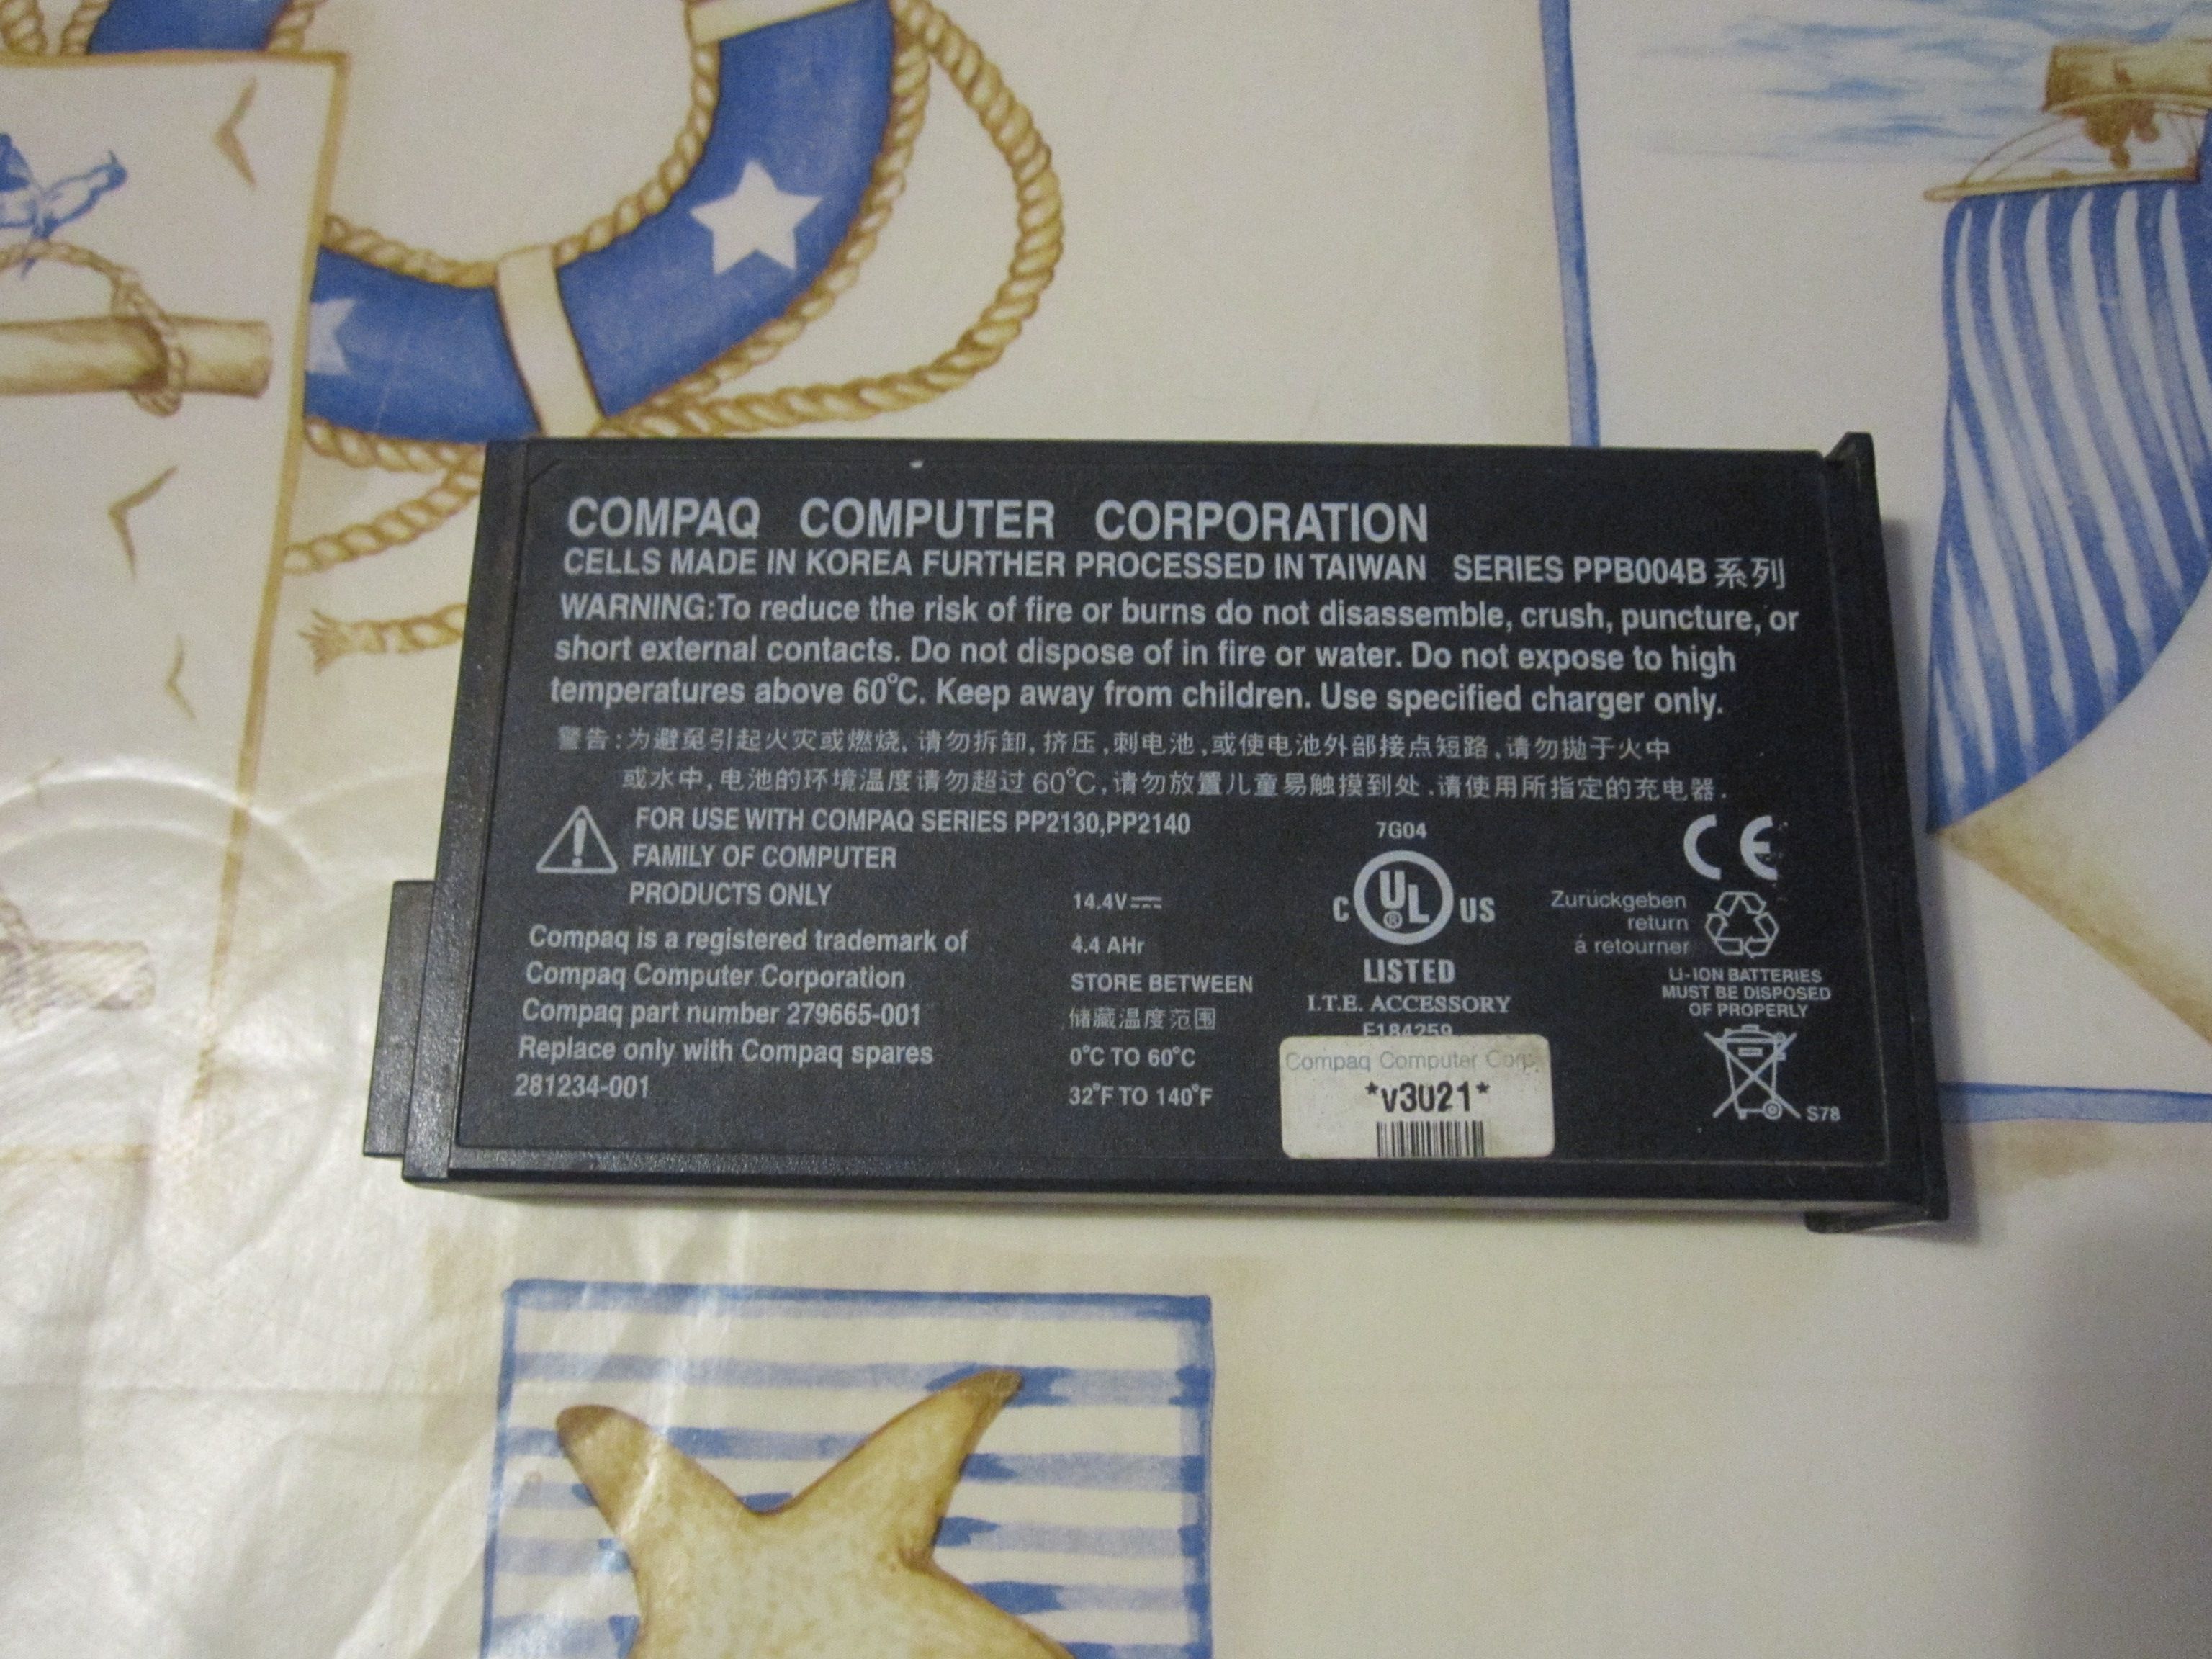 COMPAQ COMPUTER CORPORATION
CELLS MADE IN KOREA FURTHER PROCESSED IN TAIWAN SERIES PPB004B 系列
WARNING:To reduce the risk of fire or burns do not disassemble, crush, puncture, or
short external contacts. Do not dispose of in fire or water. Do not expose to high
temperatures above 60°C. Keep away from children. Use specified charger only.
警告:为避免引起火灾或燃烧,请勿拆卸,挤压,刺电池,或使电池外部接点短路,请勿抛于火中
或水中,电池的环境温度请勿超过60°C,请勿放置儿童易触摸到处.请使用所指定的充电器.
FOR USE WITH COMPAQ SERIES PP2130,PP2140
FAMILY OF COMPUTER
PRODUCTS ONLY
Compaq is a registered trademark of
Compaq Computer Corporation
Compaq part number 279665-001
Replace only with Compaq spares
281234-001
14.4V
4.4 AHr
STORE BETWEEN
储藏温度范围
0°C TO 60°C
32°F TO 140°F
7G04
C UL ® US
LISTED
I.T.E. ACCESSORY
E184259
Compaq Computer Corp.
*v3U21*
CE
Zurückgeben
return
á retourner
LI-ION BATTERIES
MUST BE DISPOSED
OF PROPERLY
S78